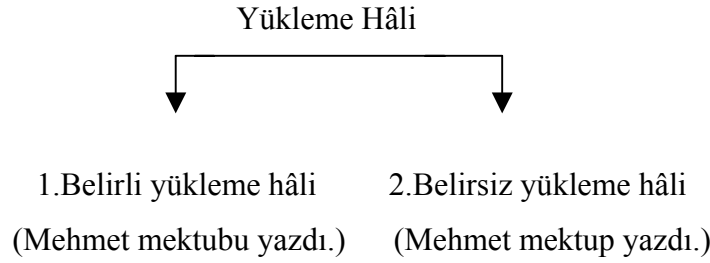 Yükleme Hâli
1.Belirli yükleme hâli 2.Belirsiz yükleme hâli
(Mehmet mektubu yazdı.) (Mehmet mektup yazdı.)